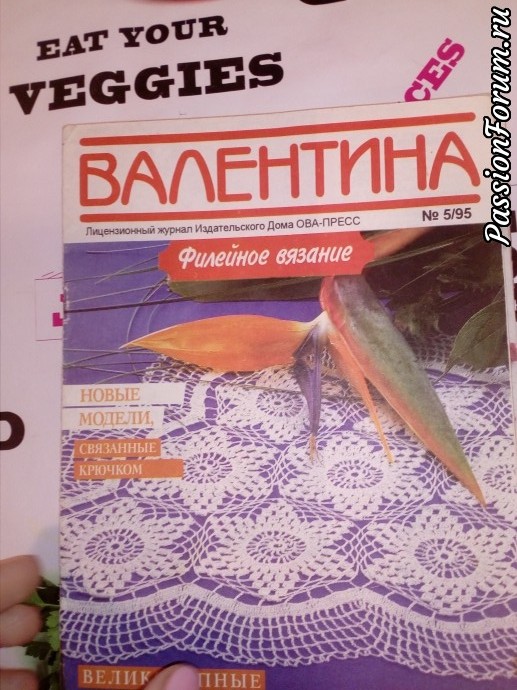 EAT YOUR
VEGGIES
PassionForum.ru
ВАЛЕНТИНА
Лицензионный журнал Издательского Дома ОВА-ПРЕСС
№ 5/95
Филейное вязание
НОВЫЕ
МОДЕЛИ,
СВЯЗАННЫЕ
КРЮЧКОМ